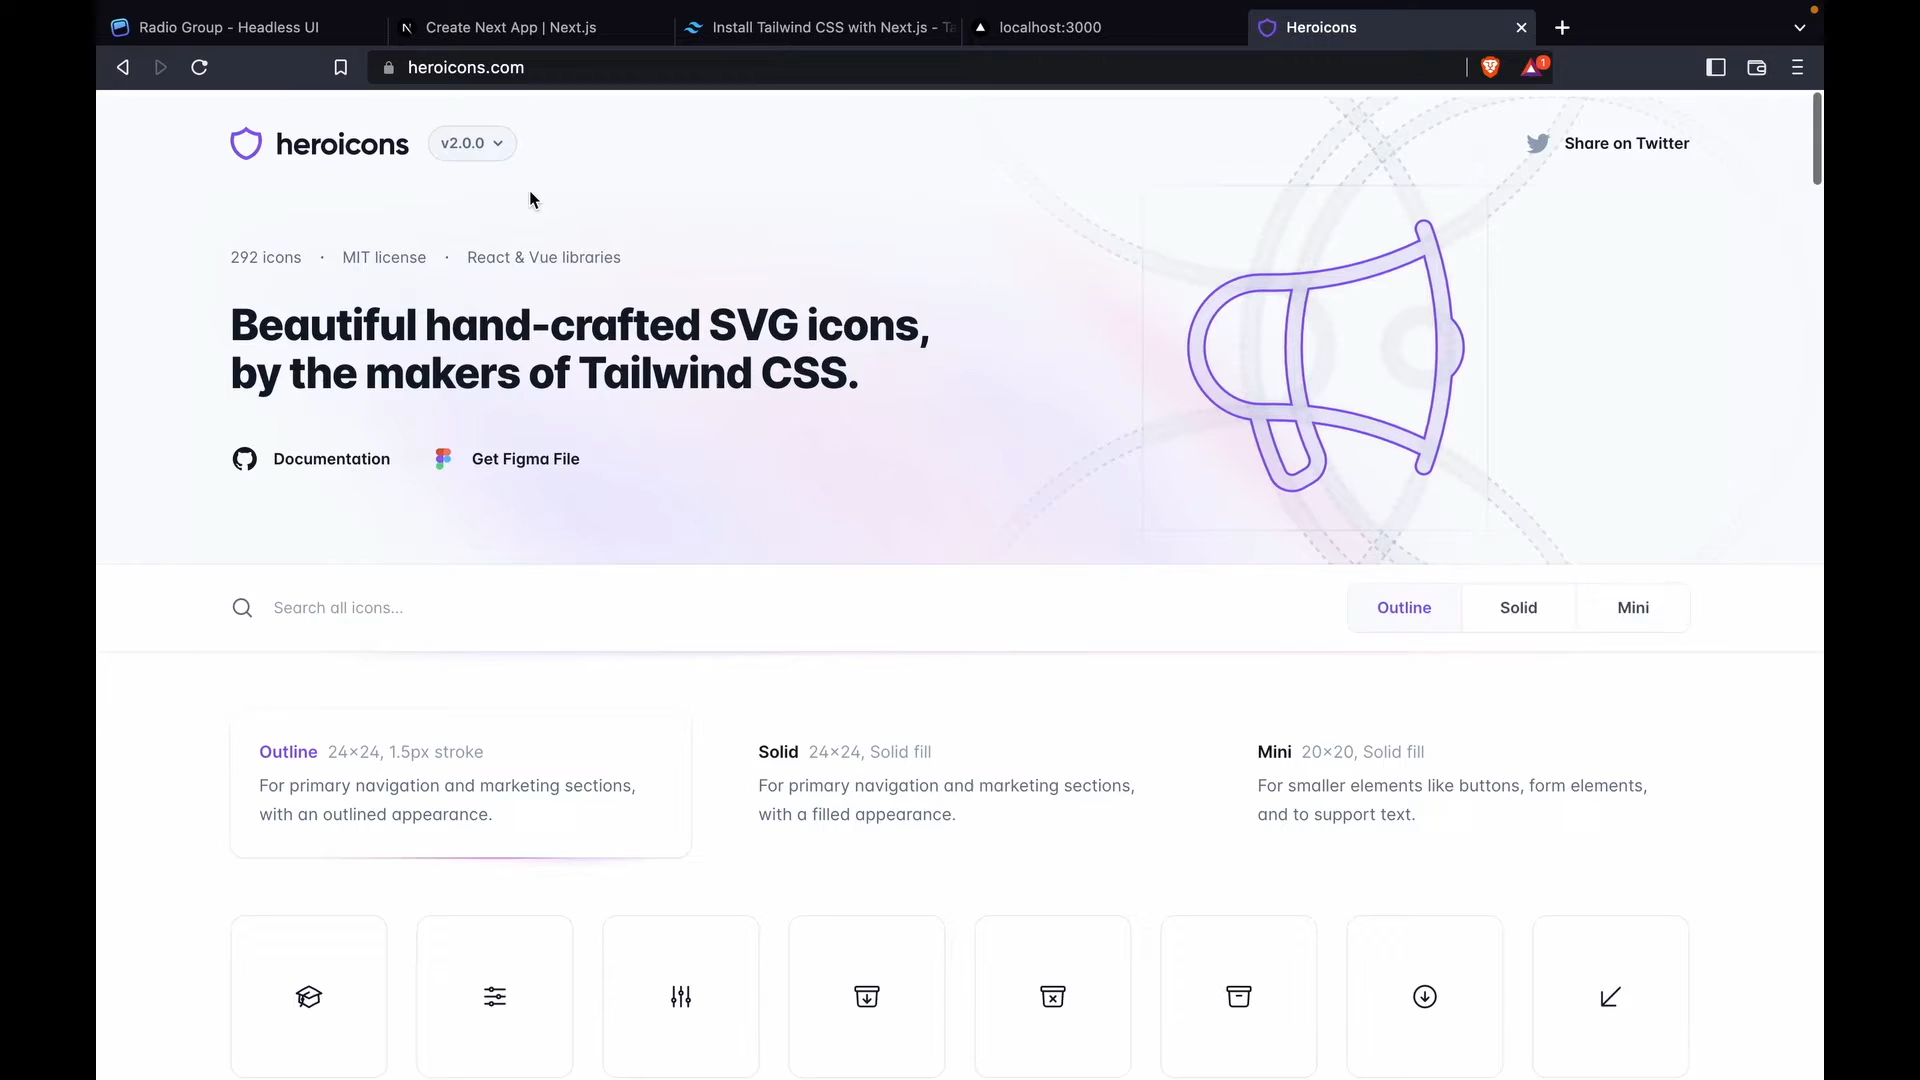 Radio Group - Headless UI
Create Next App | Next.js
Install Tailwind CSS with Next.js - Ta
localhost:3000
Heroicons
heroicons.com
1
heroicons
v2.0.0
Share on Twitter
292 icons · MIT license · React & Vue libraries
Beautiful hand-crafted SVG icons,
by the makers of Tailwind CSS.
Documentation
Get Figma File
Search all icons...
Outline
Solid
Mini
Outline 24×24, 1.5px stroke
For primary navigation and marketing sections,
with an outlined appearance.
Solid 24×24, Solid fill
For primary navigation and marketing sections,
with a filled appearance.
Mini 20×20, Solid fill
For smaller elements like buttons, form elements,
and to support text.